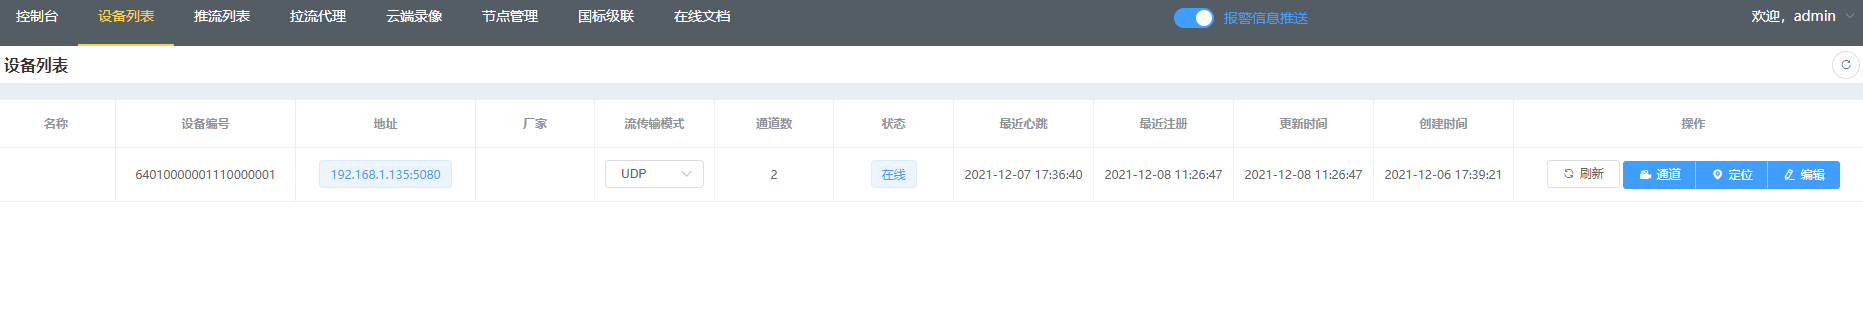 控制台 设备列表 推流列表 拉流代理 云端录像 节点管理 国标级联 在线文档 报警信息推送 欢迎，admin
设备列表
名称 设备编号 地址 厂家 流传输模式 通道数 状态 最近心跳 最近注册 更新时间 创建时间 操作
64010000001110000001 192.168.1.135:5080 UDP 2 在线 2021-12-07 17:36:40 2021-12-08 11:26:47 2021-12-08 11:26:47 2021-12-06 17:39:21 刷新 通道 定位 编辑